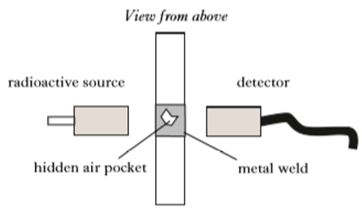 View from above
radioactive source
detector
hidden air pocket
metal weld